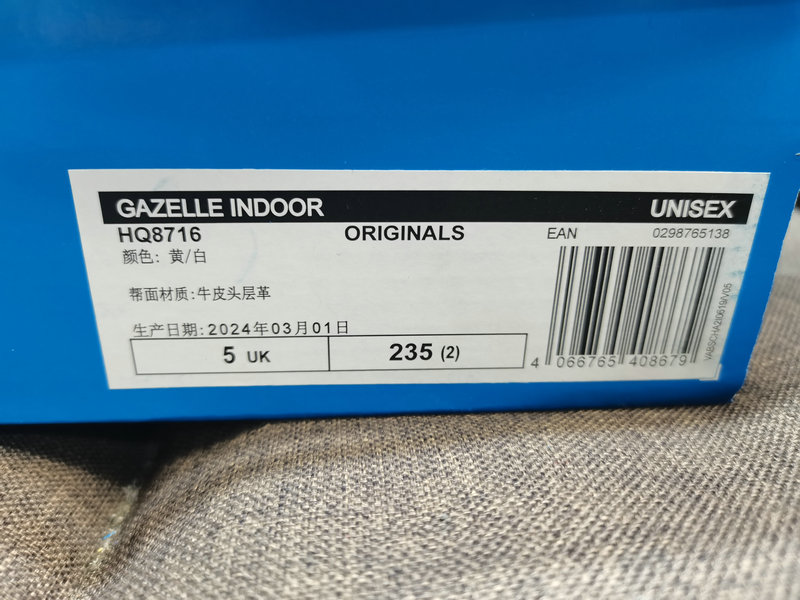 GAZELLE INDOOR UNISEX
HQ8716 ORIGINALS EAN 0298765138
颜色: 黄/白
帮面材质:牛皮头层革
生产日期:2024年03月01日
5 UK 235 (2)
4 066765 408679